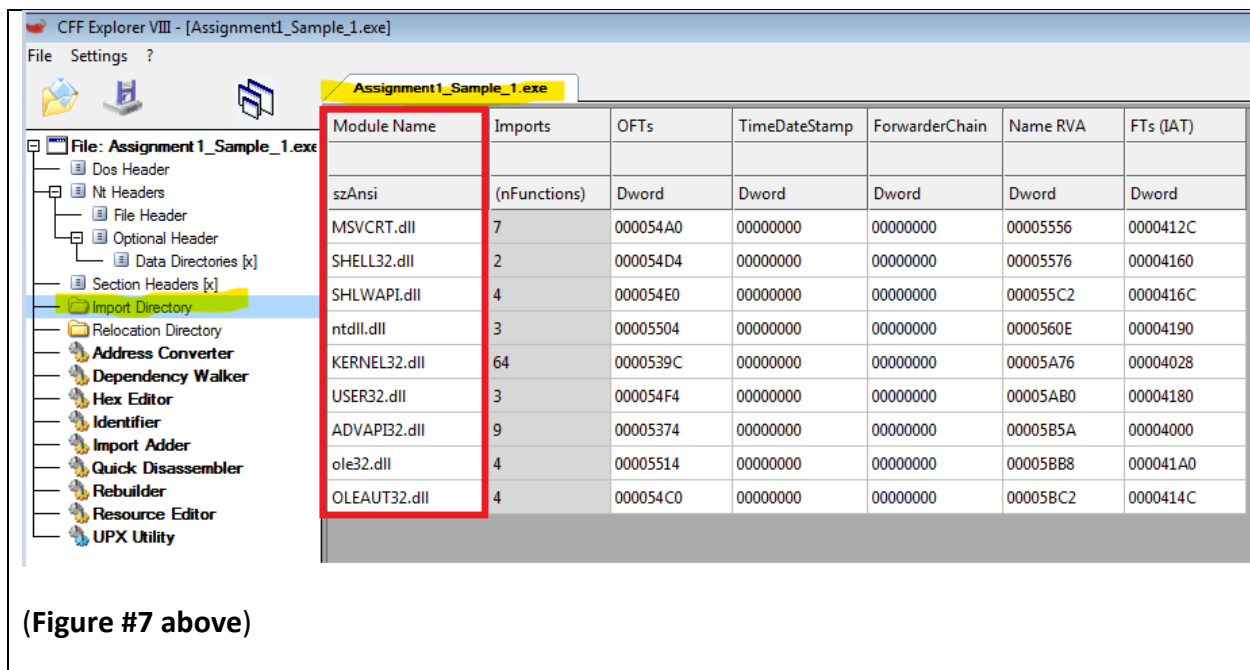 CFF Explorer VIII - [Assignment1_Sample_1.exe]
File Settings ?
Assignment1_Sample_1.exe
File: Assignment1_Sample_1.exe
Dos Header
Nt Headers
File Header
Optional Header
Data Directories [x]
Section Headers [x]
Import Directory
Relocation Directory
Address Converter
Dependency Walker
Hex Editor
Identifier
Import Adder
Quick Disassembler
Rebuilder
Resource Editor
UPX Utility
Module Name Imports OFTs TimeDateStamp ForwarderChain Name RVA FTs (IAT)
szAnsi (nFunctions) Dword Dword Dword Dword Dword
MSVCRT.dll 7 000054A0 00000000 00000000 00005556 0000412C
SHELL32.dll 2 000054D4 00000000 00000000 00005576 00004160
SHLWAPI.dll 4 000054E0 00000000 00000000 000055C2 0000416C
ntdll.dll 3 00005504 00000000 00000000 0000560E 00004190
KERNEL32.dll 64 0000539C 00000000 00000000 00005A76 00004028
USER32.dll 3 000054F4 00000000 00000000 00005AB0 00004180
ADVAPI32.dll 9 00005374 00000000 00000000 00005B5A 00004000
ole32.dll 4 00005514 00000000 00000000 00005BB8 000041A0
OLEAUT32.dll 4 000054C0 00000000 00000000 00005BC2 0000414C
(Figure #7 above)